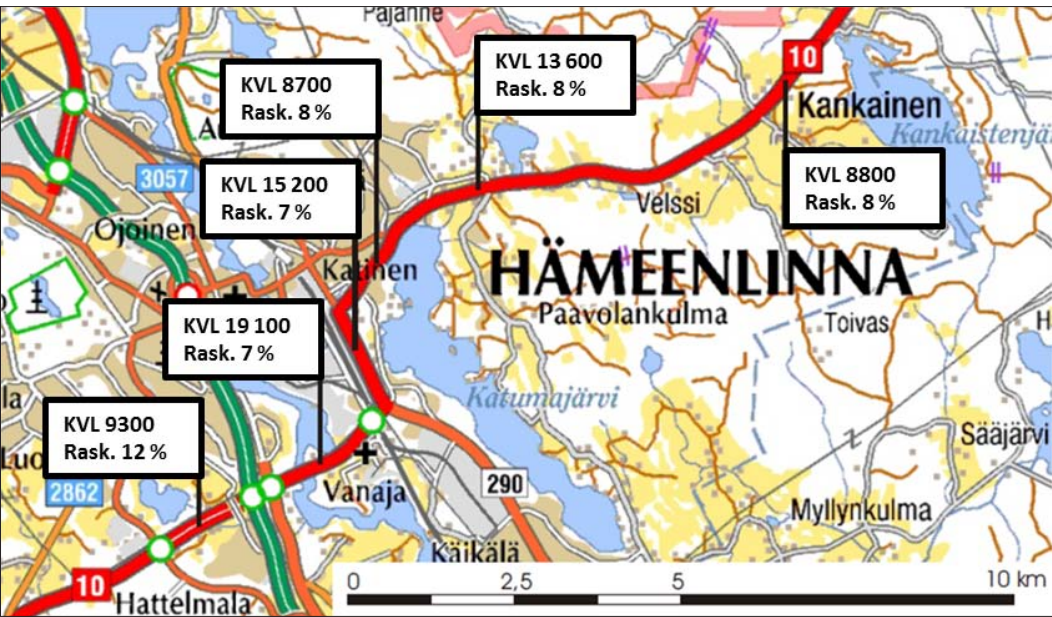 Pajanne
KVL 13 600
Rask. 8 %
10
KVL 8700
Rask. 8 %
Kankainen
Kankaistenjä
3057
KVL 15 200
Rask. 7 %
KVL 8800
Rask. 8 %
Velssi
Ojoinen
Katinen
HÄMEENLINNA
Paavolankulma
Toivas
KVL 19 100
Rask. 7 %
Katumajärvi
KVL 9300
Rask. 12 %
Sääjärvi
2862
Vanaja
290
Myllynkulma
Käikälä
10
Hattelmala
0
2,5
5
10 km